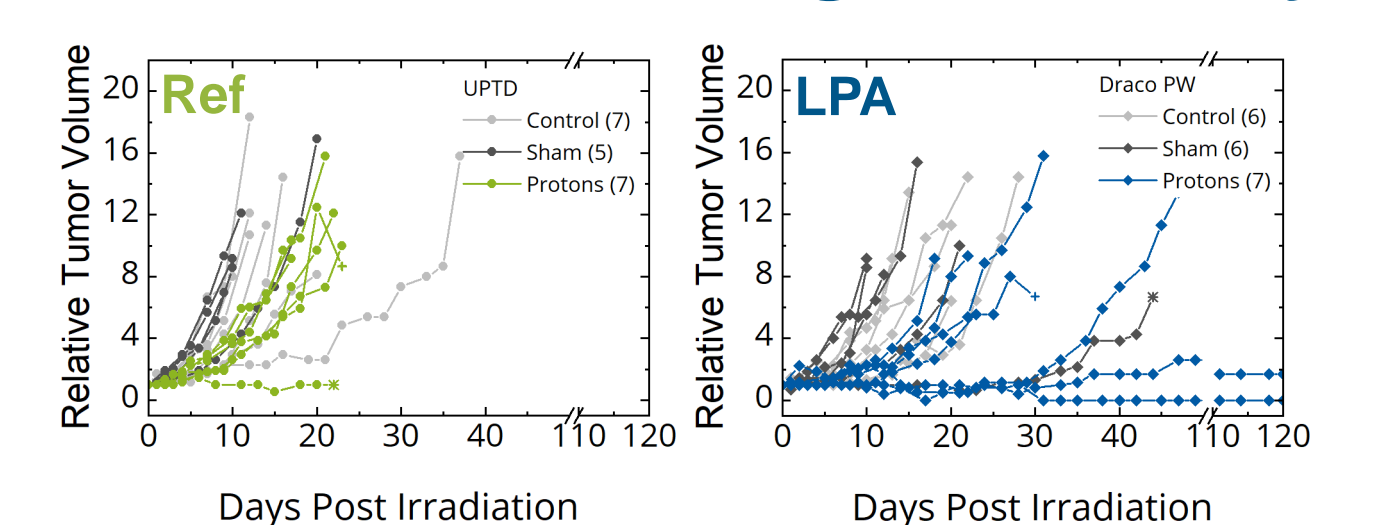 Relative Tumor Volume
20
16
12
8
4
0
Ref
UPTD
Control (7)
Sham (5)
Protons (7)
0 10 20 30 40 110 120
Days Post Irradiation
Relative Tumor Volume
20
16
12
8
4
0
LPA
Draco PW
Control (6)
Sham (6)
Protons (7)
0 10 20 30 40 110 120
Days Post Irradiation